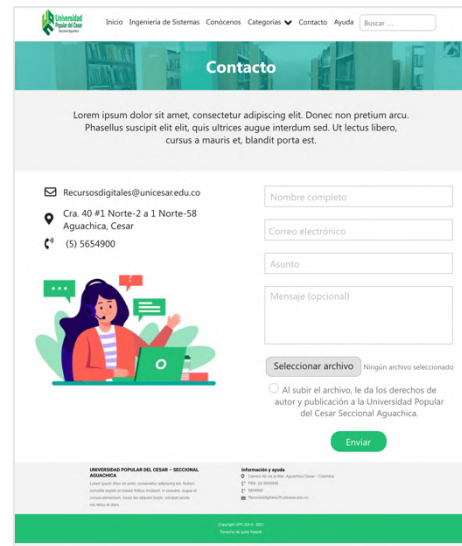 Universidad
Popular del Cesar
Seccional Aguachica
Inicio Ingeniería de Sistemas Conócenos Categorías Contacto Ayuda Buscar ...
Contacto
Lorem ipsum dolor sit amet, consectetur adipiscing elit. Donec non pretium arcu.
Phasellus suscipit elit elit, quis ultrices augue interdum sed. Ut lectus libero,
cursus a mauris et, blandit porta est.
Recursosdigitales@unicesar.edu.co
Cra. 40 #1 Norte-2 a 1 Norte-58
Aguachica, Cesar
(5) 5654900
Nombre completo
Correo electrónico
Asunto
Mensaje (opcional)
Seleccionar archivo Ningún archivo seleccionado
Al subir el archivo, le da los derechos de
autor y publicación a la Universidad Popular
del Cesar Seccional Aguachica.
Enviar
UNIVERSIDAD POPULAR DEL CESAR – SECCIONAL
AGUACHICA
Información y ayuda